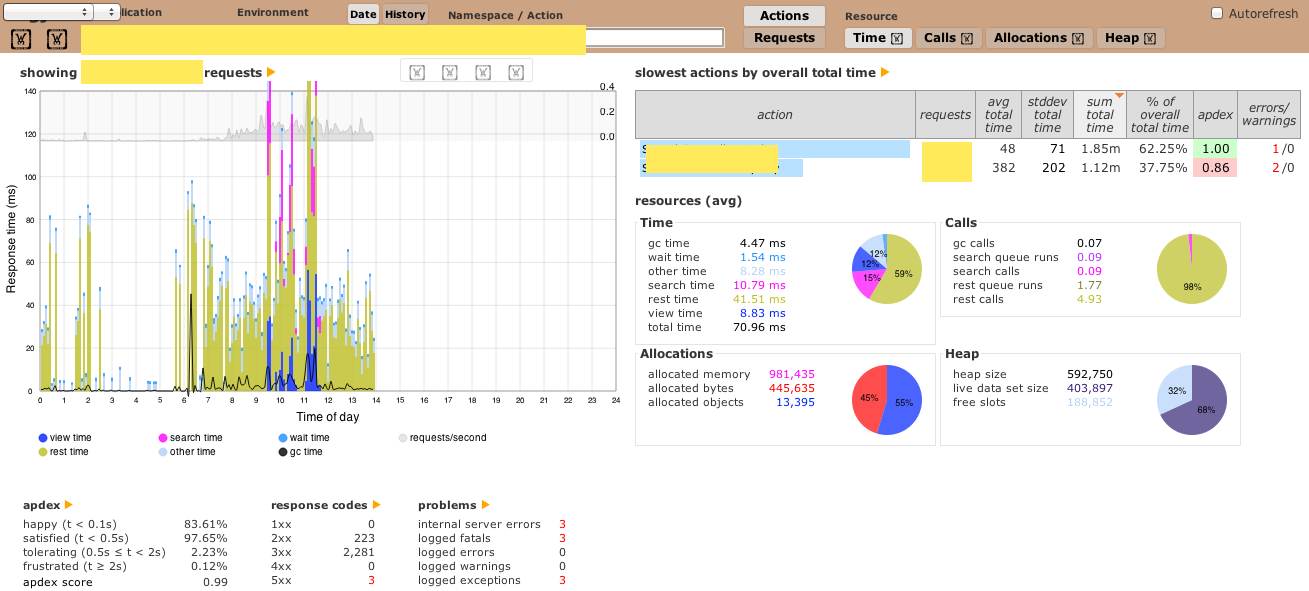 lication
Environment
Date
History
Namespace / Action
Actions
Requests
Resource
Time
Calls
Allocations
Heap
Autorefresh
showing
requests
140
120
100
80
60
40
20
0
0.4
0.2
0.0
Response time (ms)
0 1 2 3 4 5 6 7 8 9 10 11 12 13 14 15 16 17 18 19 20 21 22 23 24
Time of day
view time
search time
wait time
requests/second
rest time
other time
gc time
slowest actions by overall total time
action
requests
avg total time
stddev total time
sum total time
% of overall total time
apdex
errors/warnings
48 71 1.85m 62.25% 1.00 1/0
382 202 1.12m 37.75% 0.86 2/0
resources (avg)
Time
gc time 4.47 ms
wait time 1.54 ms
other time 8.28 ms
search time 10.79 ms
rest time 41.51 ms
view time 8.83 ms
total time 70.96 ms
12%
12%
15%
59%
Calls
gc calls 0.07
search queue runs 0.09
search calls 0.09
rest queue runs 1.77
rest calls 4.93
98%
Allocations
allocated memory 981,435
allocated bytes 445,635
allocated objects 13,395
45%
55%
Heap
heap size 592,750
live data set size 403,897
free slots 188,852
32%
68%
apdex
happy (t < 0.1s) 83.61%
satisfied (t < 0.5s) 97.65%
tolerating (0.5s ≤ t < 2s) 2.23%
frustrated (t ≥ 2s) 0.12%
apdex score 0.99
response codes
1xx 0
2xx 223
3xx 2,281
4xx 0
5xx 3
problems
internal server errors 3
logged fatals 3
logged errors 0
logged warnings 0
logged exceptions 3